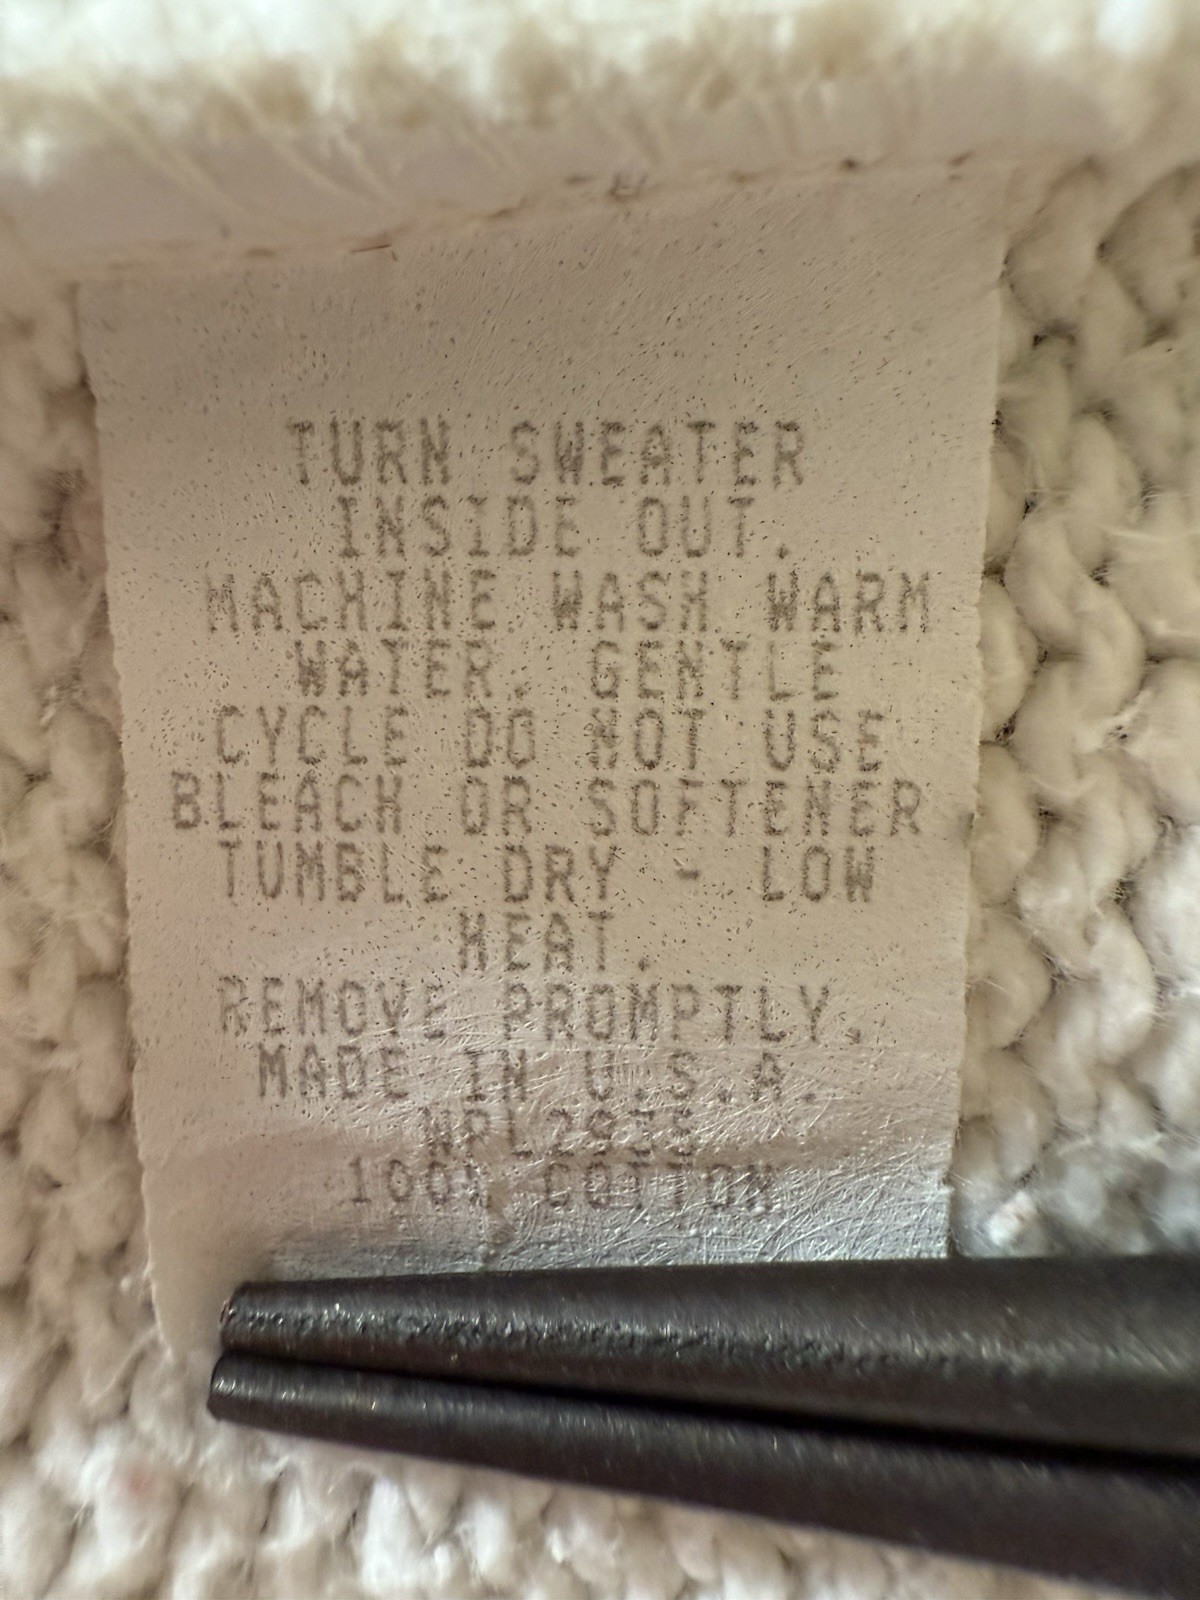 TURN SWEATER
INSIDE OUT.
MACHINE WASH WARM
WATER. GENTLE
CYCLE DO NOT USE
BLEACH OR SOFTENER
TUMBLE DRY - LOW
HEAT.
REMOVE PROMPTLY.
MADE IN U.S.A.
100% COTTON